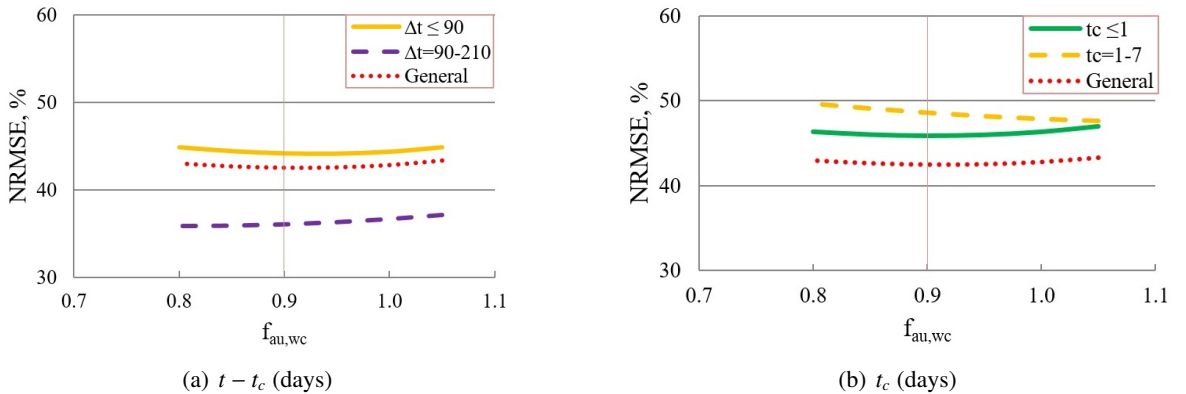 60
50
40
30
NRMSE, %
0.7 0.8 0.9 1.0 1.1
f_au,wc
Δt ≤ 90
Δt=90-210
General
(a) t − t_c (days)
60
50
40
30
NRMSE, %
0.7 0.8 0.9 1.0 1.1
f_au,wc
tc ≤1
tc=1-7
General
(b) t_c (days)